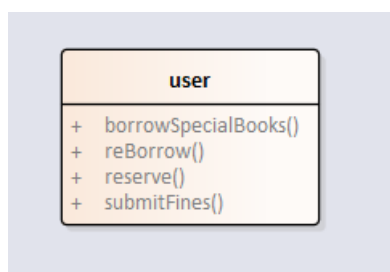 user
+ borrowSpecialBooks()
+ reBorrow()
+ reserve()
+ submitFines()